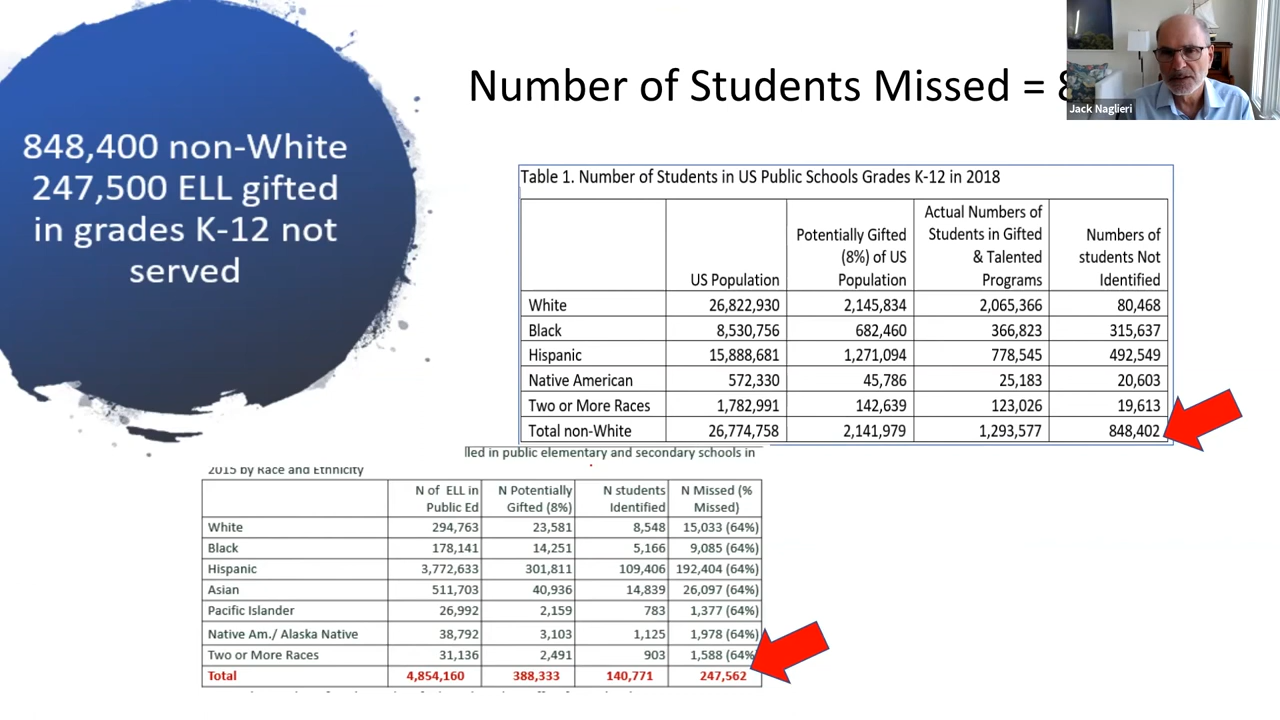 848,400 non-White
247,500 ELL gifted
in grades K-12 not
served
Number of Students Missed =
Jack Naglieri
Table 1. Number of Students in US Public Schools Grades K-12 in 2018
US Population | Potentially Gifted (8%) of US Population | Actual Numbers of Students in Gifted & Talented Programs | Numbers of students Not Identified
White 26,822,930 2,145,834 2,065,366 80,468
Black 8,530,756 682,460 366,823 315,637
Hispanic 15,888,681 1,271,094 778,545 492,549
Native American 572,330 45,786 25,183 20,603
Two or More Races 1,782,991 142,639 123,026 19,613
Total non-White 26,774,758 2,141,979 1,293,577 848,402
in public elementary and secondary schools in
2015 by Race and Ethnicity
N of ELL in Public Ed | N Potentially Gifted (8%) | N students Identified | N Missed (% Missed)
White 294,763 23,581 8,548 15,033 (64%)
Black 178,141 14,251 5,166 9,085 (64%)
Hispanic 3,772,633 301,811 109,406 192,404 (64%)
Asian 511,703 40,936 14,839 26,097 (64%)
Pacific Islander 26,992 2,159 783 1,377 (64%)
Native Am./ Alaska Native 38,792 3,103 1,125 1,978 (64%)
Two or More Races 31,136 2,491 903 1,588 (64%
Total 4,854,160 388,333 140,771 247,562